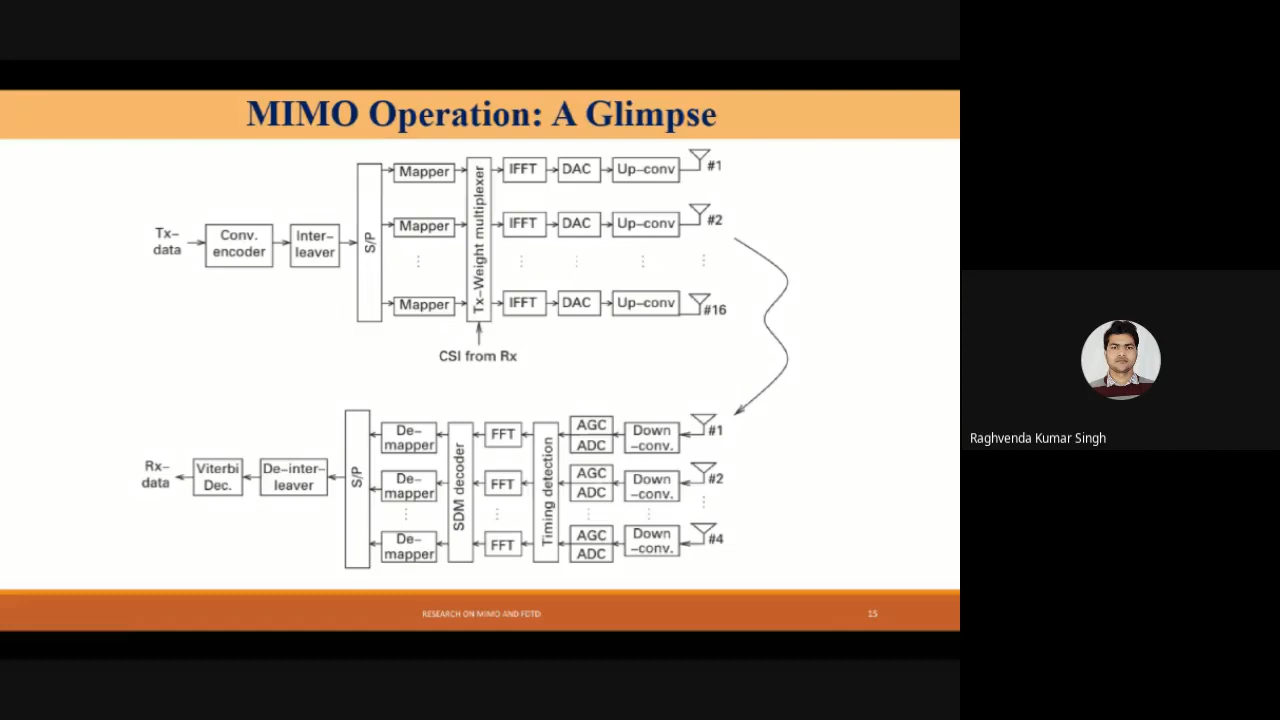 MIMO Operation: A Glimpse
Tx–
data
Conv.
encoder
Inter–
leaver
S/P
Mapper
Mapper
Mapper
Tx–Weight multiplexer
IFFT
DAC
Up–conv
#1
IFFT
DAC
Up–conv
#2
IFFT
DAC
Up–conv
#16
CSI from Rx
Rx–
data
Viterbi
Dec.
De–inter–
leaver
S/P
De–
mapper
De–
mapper
De–
mapper
SDM decoder
FFT
FFT
FFT
Timing detection
AGC
ADC
Down
–conv.
#1
AGC
ADC
Down
–conv.
#2
AGC
ADC
Down
–conv.
#4
RESEARCH ON MIMO AND FDTD
15
Raghvenda Kumar Singh